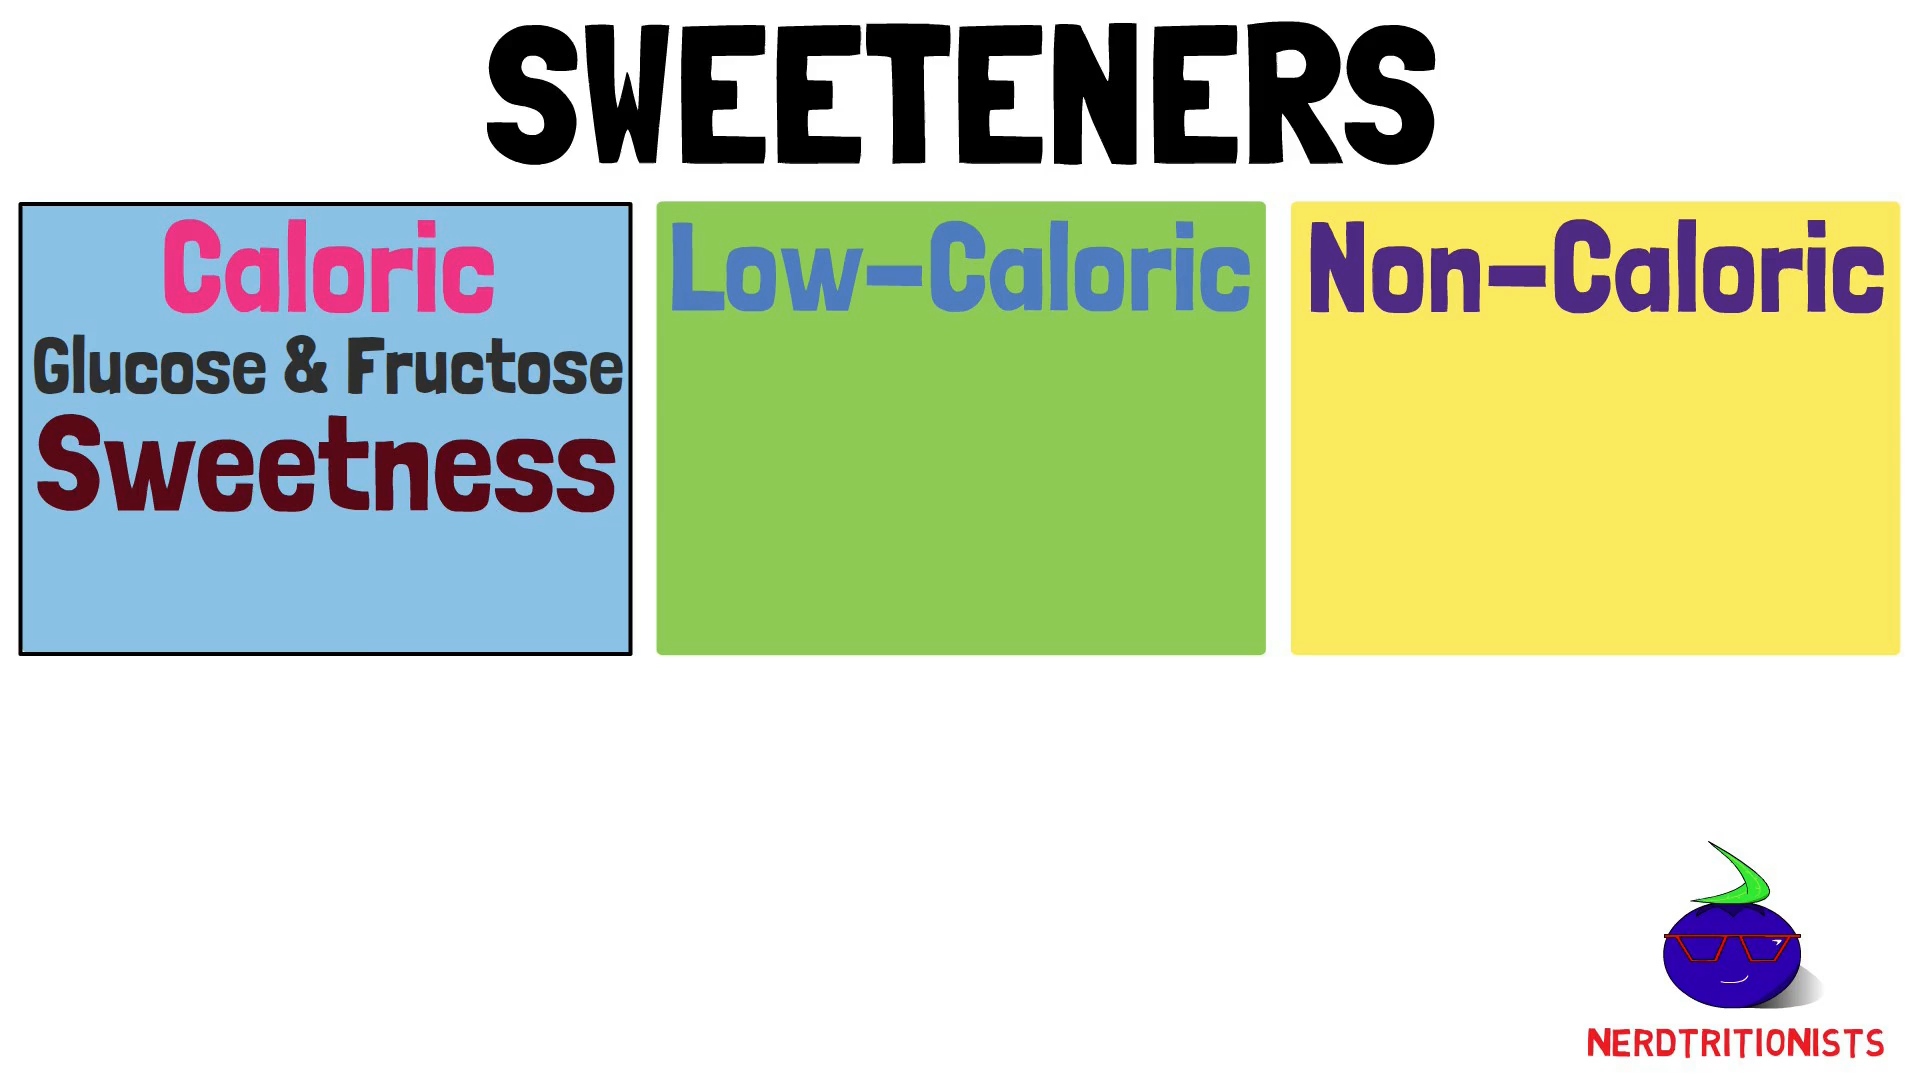 SWEETENERS
Caloric
Glucose & Fructose
Sweetness
Low-Caloric
Non-Caloric
NERDTRITIONISTS